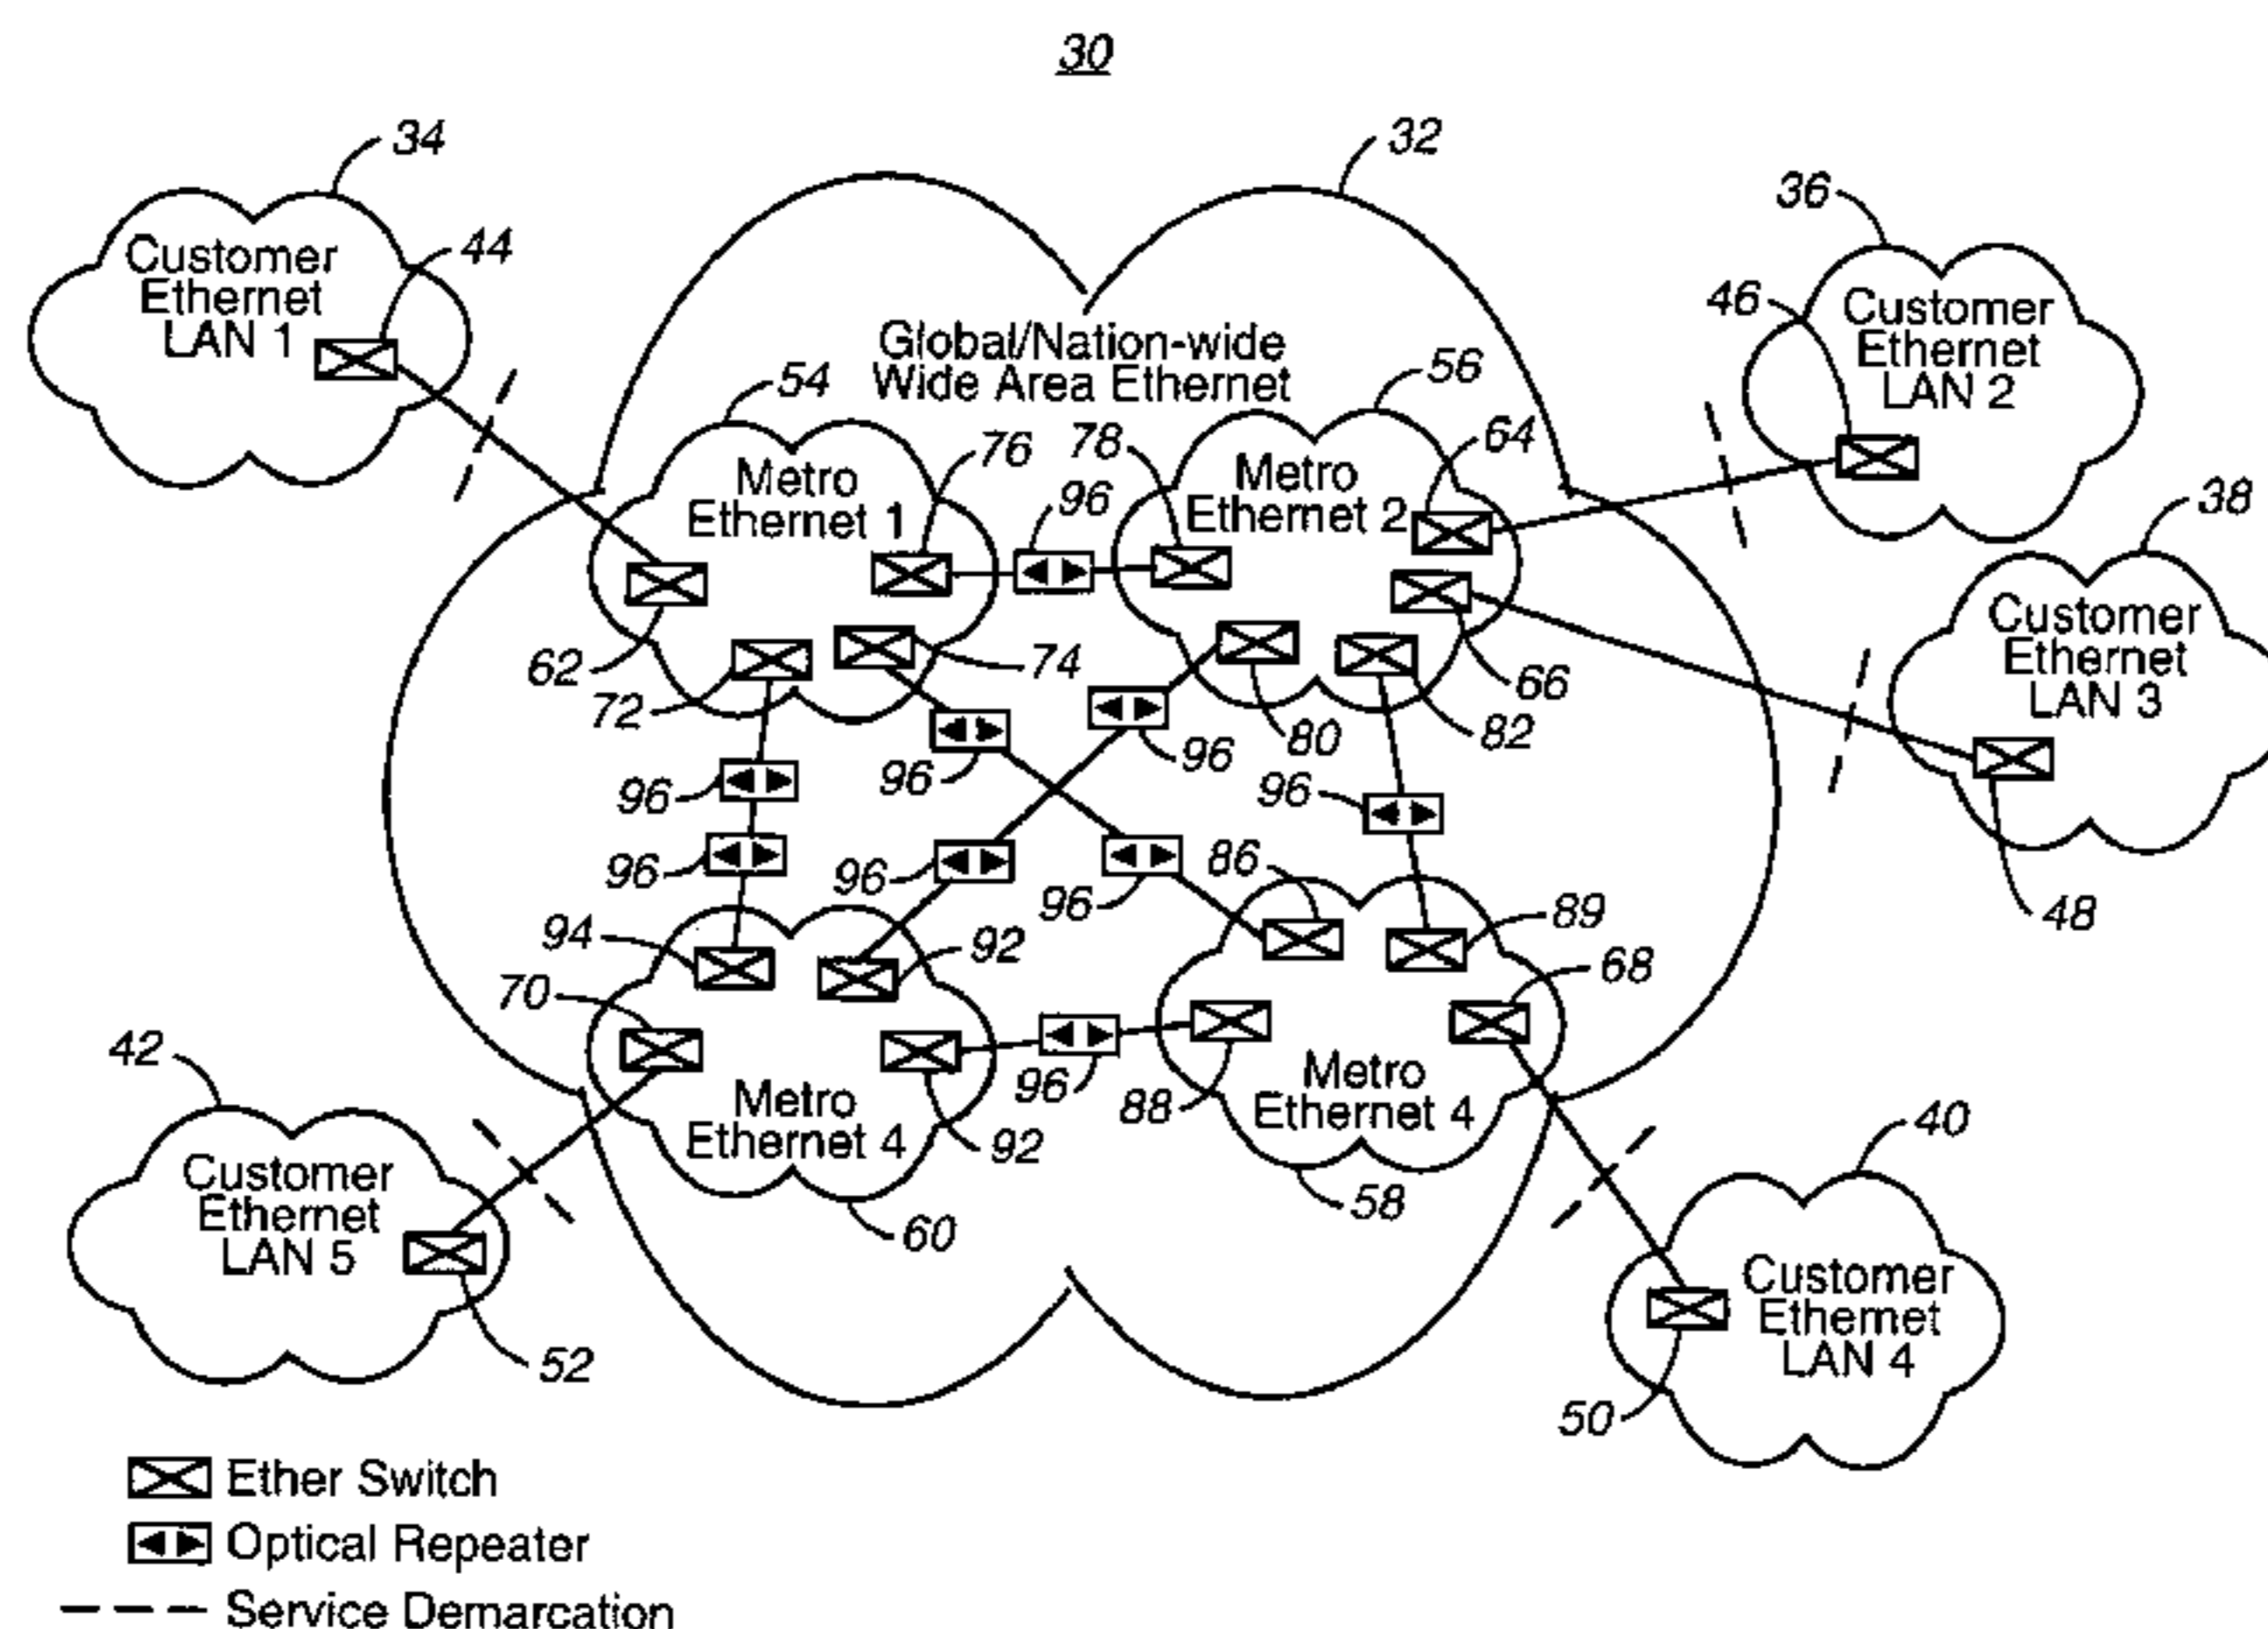 30
34
32
36
Customer
Ethernet
LAN 1
44
46
Customer
Ethernet
LAN 2
Global/Nation-wide
Wide Area Ethernet
54
56
38
Metro
Ethernet 1
76
78
96
Metro
Ethernet 2
64
Customer
Ethernet
LAN 3
62
72
74
66
80
82
96
96
96
96
96
96
96
86
48
94
92
89
70
68
42
Metro
Ethernet 4
92
96
88
Metro
Ethernet 4
40
60
58
Customer
Ethernet
LAN 5
52
Customer
Ethernet
LAN 4
50
Ether Switch
Optical Repeater
Service Demarcation